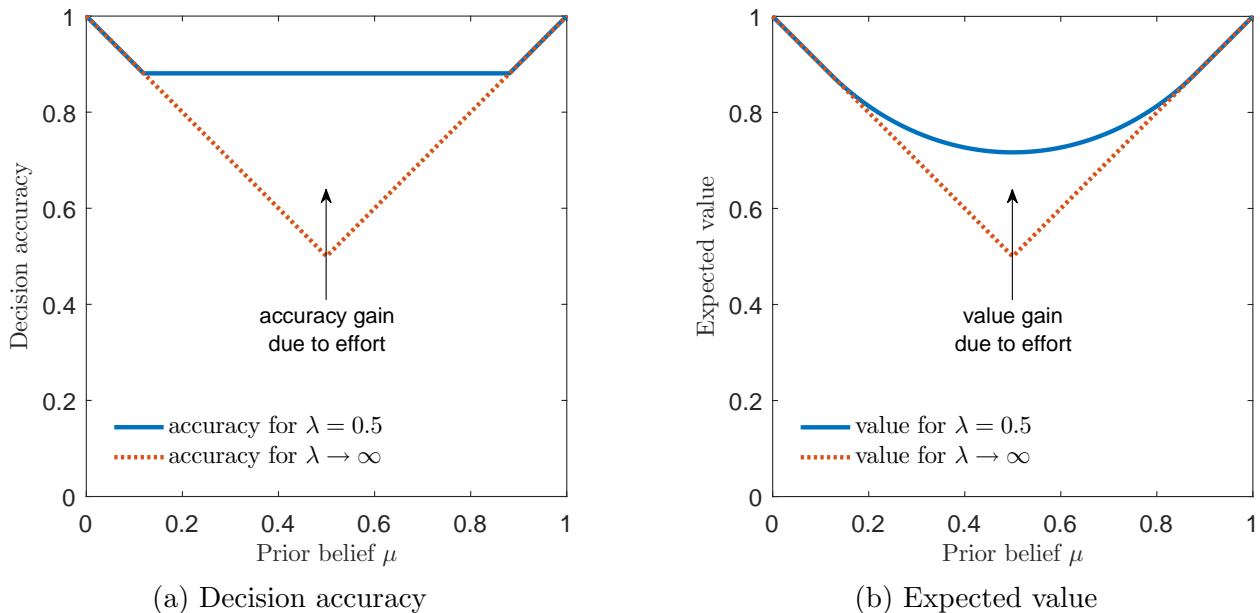 1
0.8
0.6
0.4
0.2
0
Decision accuracy
accuracy gain
due to effort
accuracy for λ = 0.5
accuracy for λ → ∞
0 0.2 0.4 0.6 0.8 1
Prior belief μ
(a) Decision accuracy
1
0.8
0.6
0.4
0.2
0
Expected value
value gain
due to effort
value for λ = 0.5
value for λ → ∞
0 0.2 0.4 0.6 0.8 1
Prior belief μ
(b) Expected value